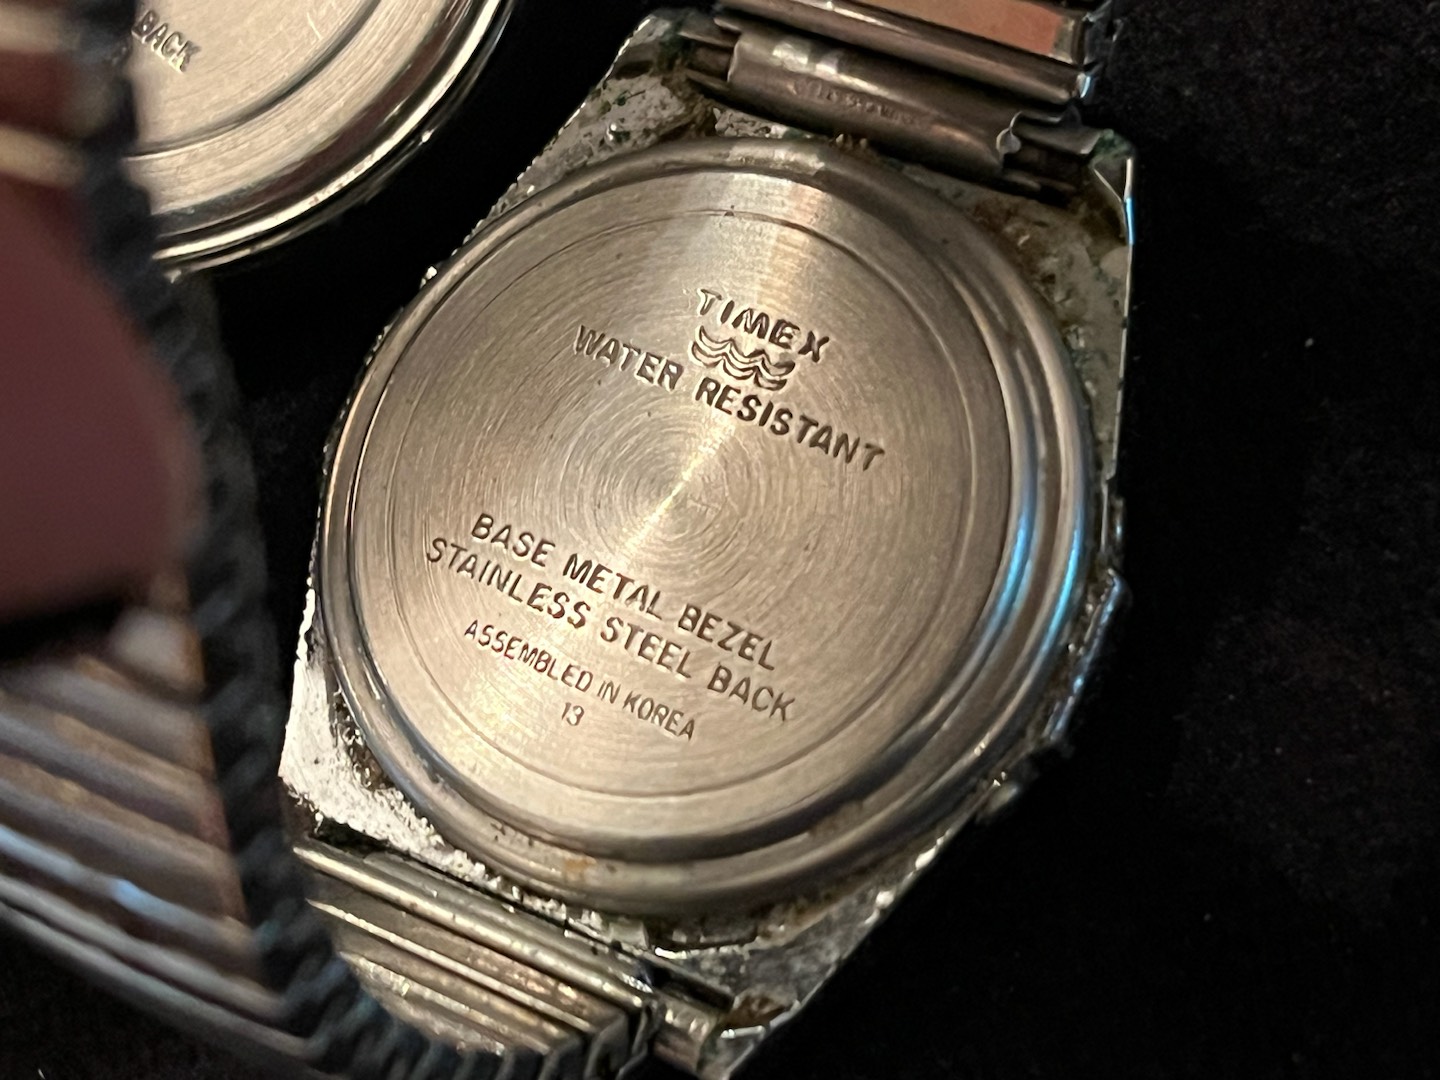 BACK
TIMEX
WATER RESISTANT
BASE METAL BEZEL
STAINLESS STEEL BACK
ASSEMBLED IN KOREA
13